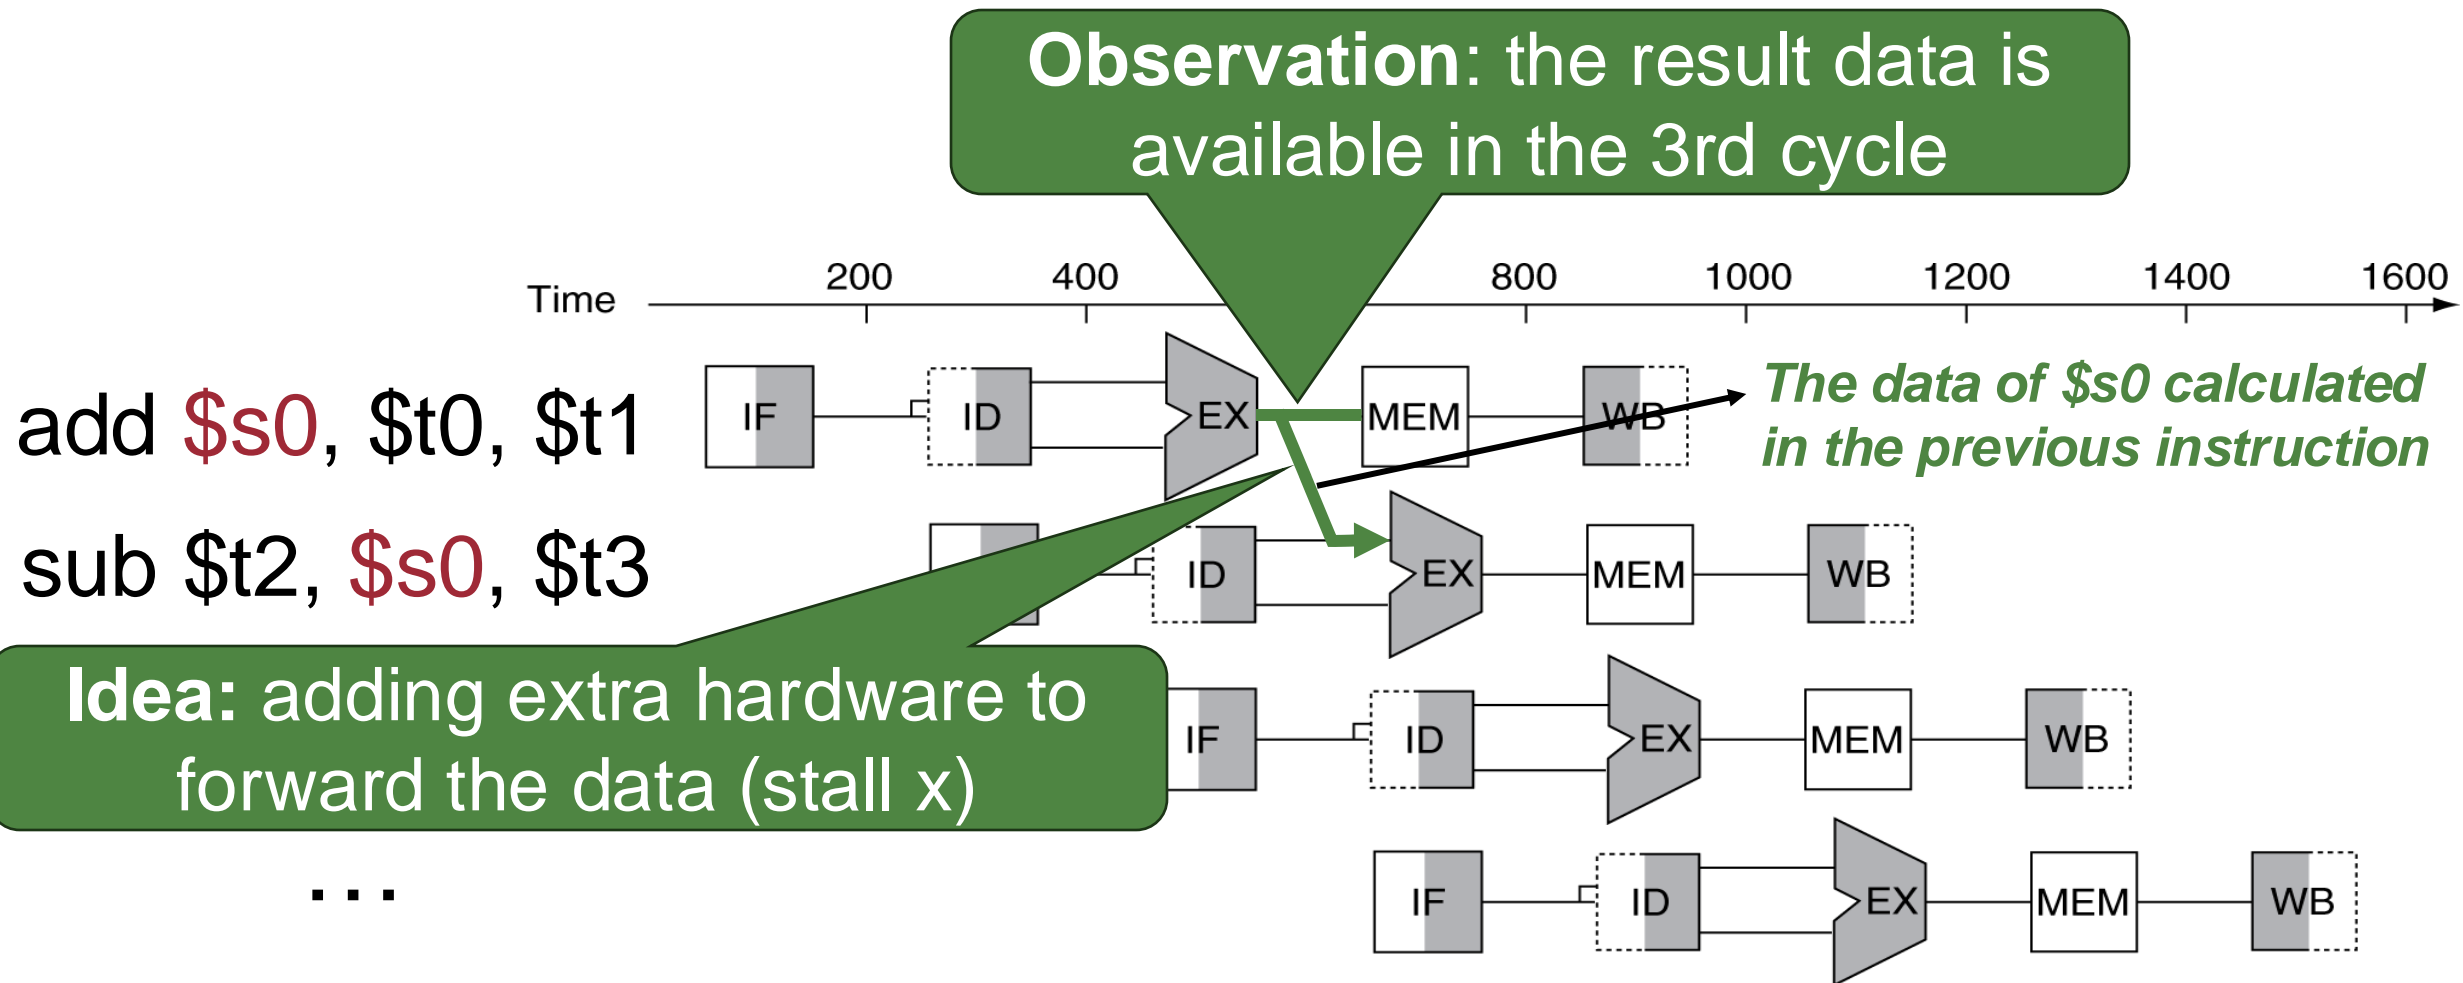 Observation: the result data is
available in the 3rd cycle
Time 200 400 800 1000 1200 1400 1600
add $s0, $t0, $t1 IF ID EX MEM WB
The data of $s0 calculated
in the previous instruction
sub $t2, $s0, $t3 ID EX MEM WB
Idea: adding extra hardware to
forward the data (stall x)
IF ID EX MEM WB
... IF ID EX MEM WB